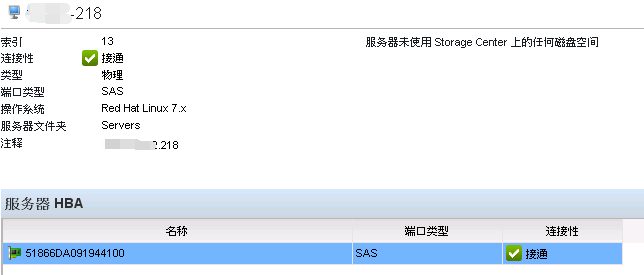 -218
索引 13
服务器未使用 Storage Center 上的任何磁盘空间
连接性 接通
类型 物理
端口类型 SAS
操作系统 Red Hat Linux 7.x
服务器文件夹 Servers
注释 2.218
服务器 HBA
名称 端口类型 连接性
51866DA091944100 SAS 接通